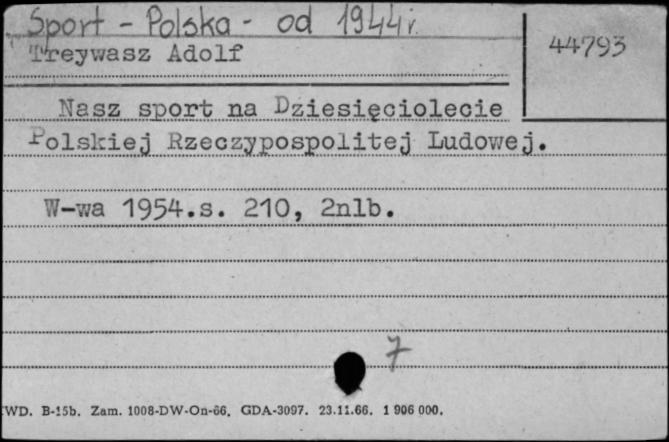 Sport - Polska - od 1944 r.
44793
Treywasz Adolf
Nasz sport na Dziesięciolecie
Polskiej Rzeczypospolitej Ludowej.
W-wa 1954.s. 210, 2nlb.
7
WD. B-15b. Zam. 1008-DW-On-66. GDA-3097. 23.11.66. 1 906 000.